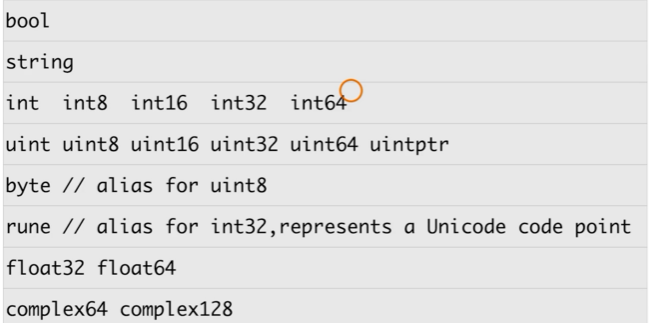 bool
string
int  int8  int16  int32  int64
uint uint8 uint16 uint32 uint64 uintptr
byte // alias for uint8
rune // alias for int32,represents a Unicode code point
float32 float64
complex64 complex128